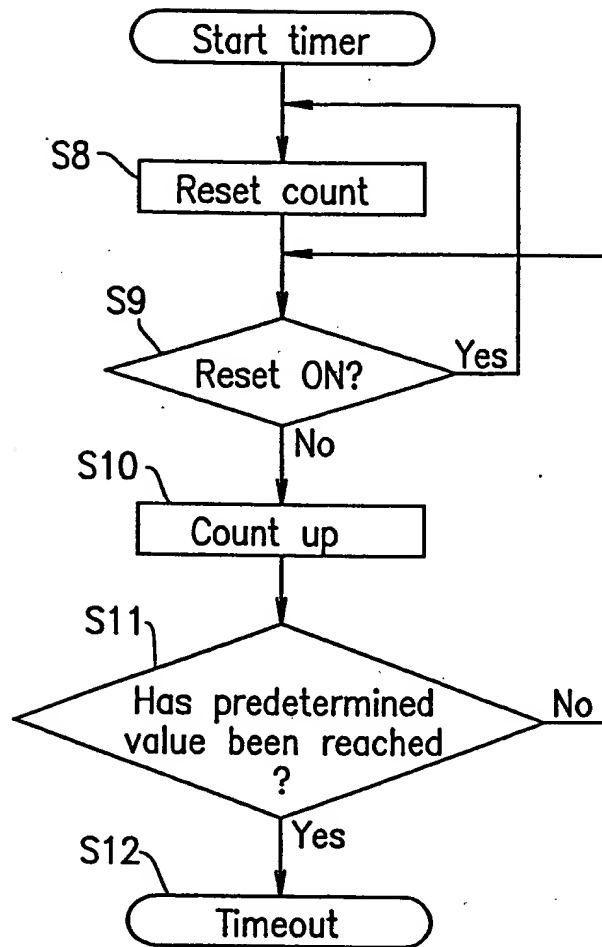 Start timer
S8
Reset count
S9
Reset ON?
Yes
No
S10
Count up
S11
Has predetermined
value been reached
?
No
Yes
S12
Timeout